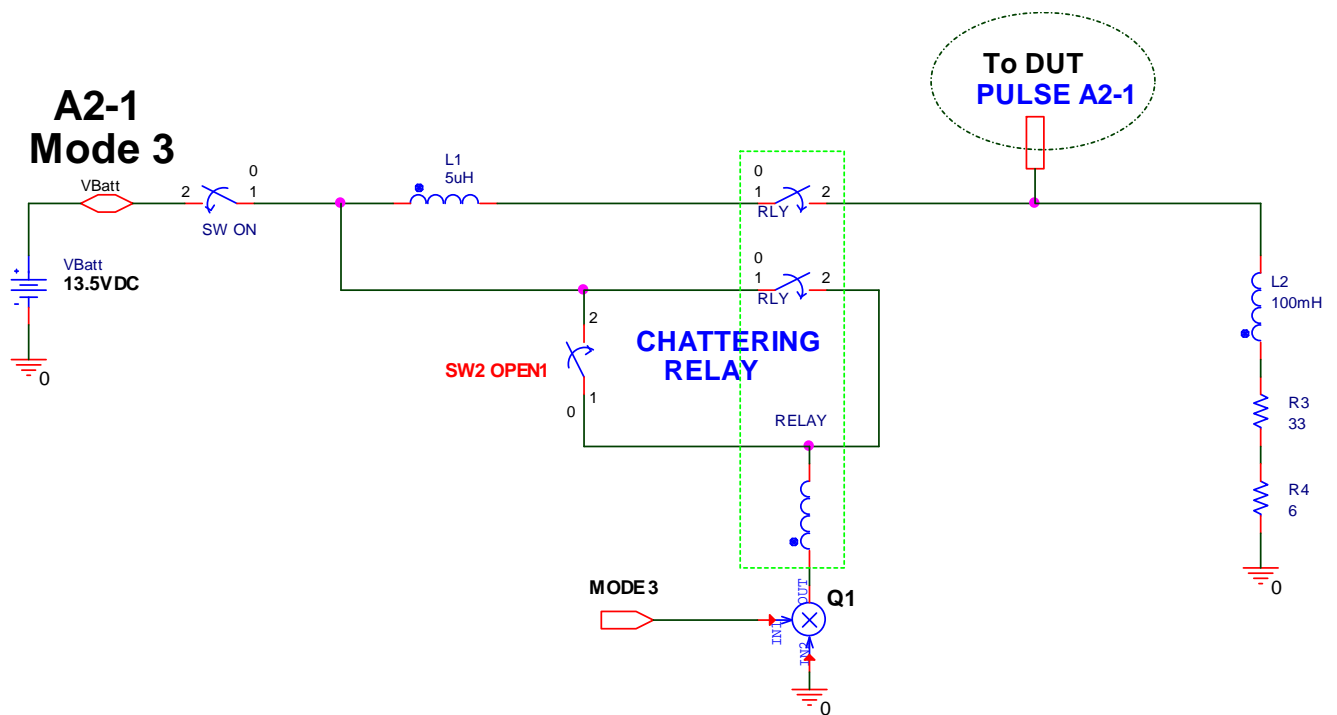 To DUT
PULSE A2-1
A2-1
Mode 3
VBatt
2
0
1
SW ON
L1
5uH
0
1
2
RLY
VBatt
13.5VDC
+
-
0
0
1
2
RLY
2
SW2 OPEN1
1
0
CHATTERING
RELAY
RELAY
L2
100mH
R3
33
R4
6
0
MODE3
OUT
Q1
IN1
IN2
0